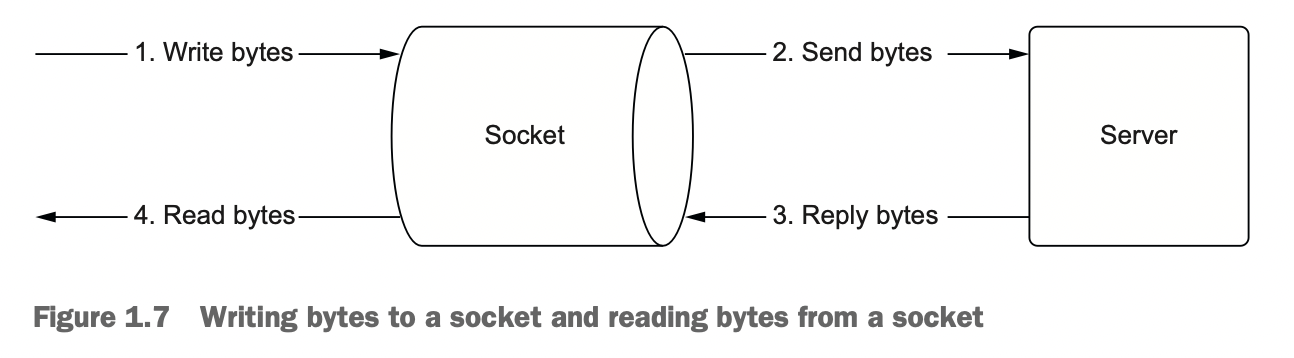 1. Write bytes
2. Send bytes
Socket
Server
4. Read bytes
3. Reply bytes
Figure 1.7 Writing bytes to a socket and reading bytes from a socket